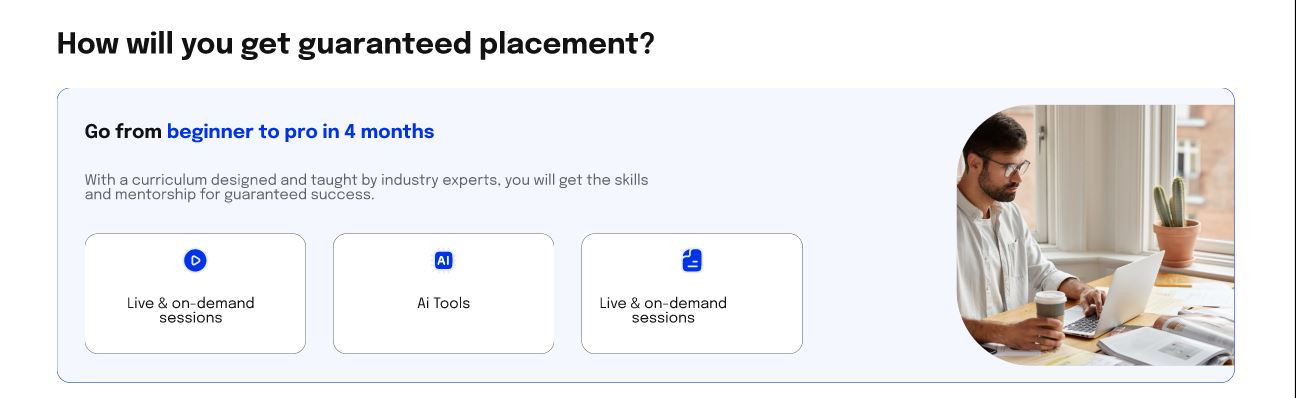 How will you get guaranteed placement?
Go from beginner to pro in 4 months
With a curriculum designed and taught by industry experts, you will get the skills
and mentorship for guaranteed success.
Live & on-demand
sessions
AI
Ai Tools
Live & on-demand
sessions